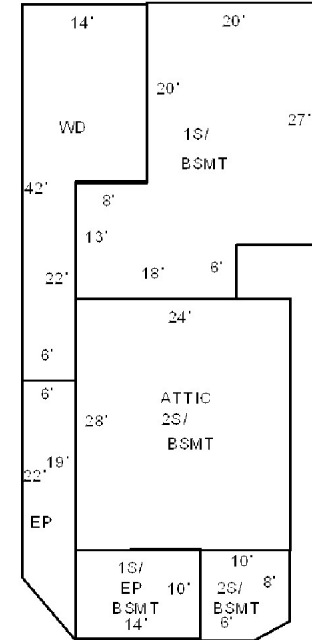 14'
20'
20'
WD
27'
1S/
BSMT
42'
8'
13'
22'
18'
6'
24'
6'
6'
ATTIC
2S/
BSMT
28'
19'
22'
EP
1S/
EP
BSMT
14'
10'
10'
8'
2S/
BSMT
6'